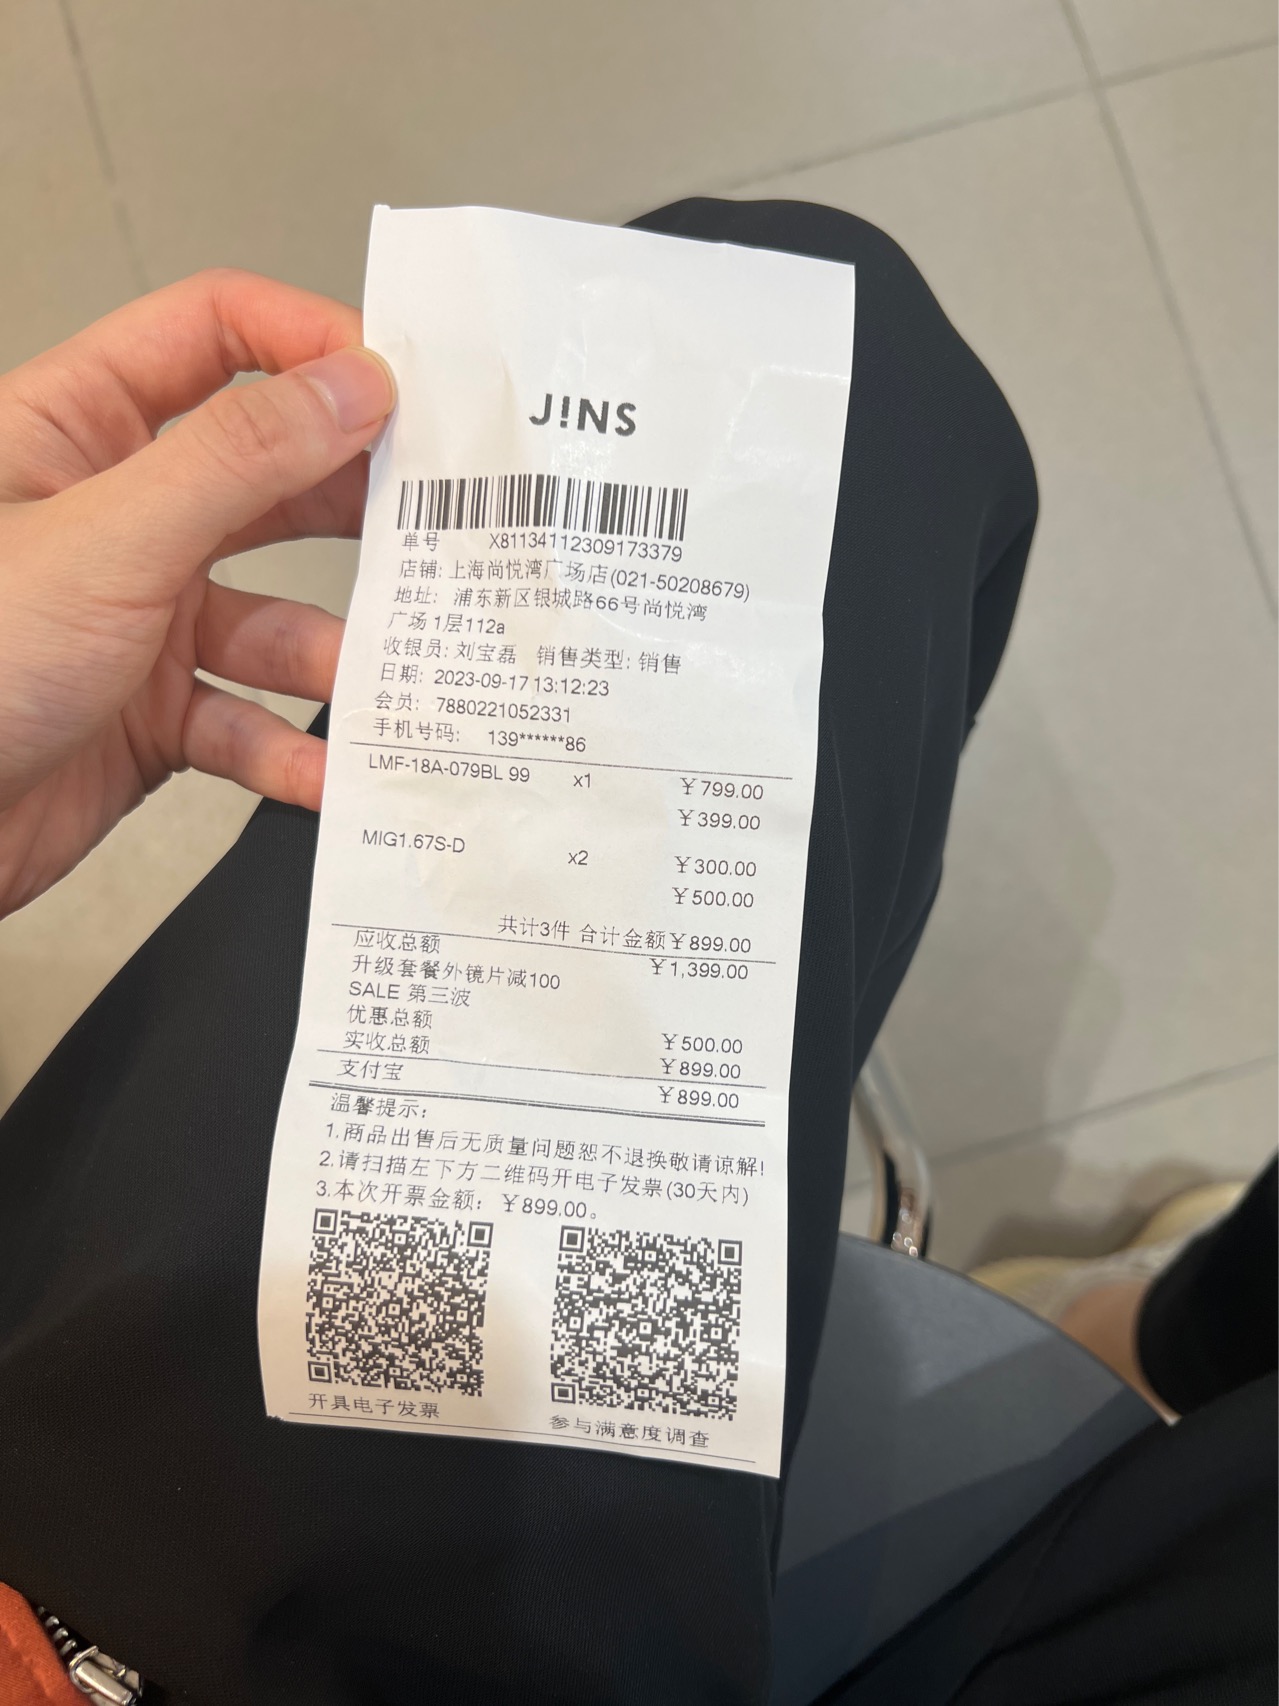 J!NS
单号 X81134112309173379
店铺: 上海尚悦湾广场店(021-50208679)
地址: 浦东新区银城路66号尚悦湾
广场 1层112a
收银员: 刘宝磊 销售类型: 销售
日期: 2023-09-17 13:12:23
会员: 7880221052331
手机号码: 139******86
LMF-18A-079BL 99 x1 ￥799.00
￥399.00
MIG1.67S-D x2 ￥300.00
￥500.00
共计3件 合计金额￥899.00
应收总额 ￥1,399.00
升级套餐外镜片减100
SALE 第三波
优惠总额 ￥500.00
实收总额 ￥899.00
支付宝 ￥899.00
温馨提示:
1.商品出售后无质量问题恕不退换敬请谅解!
2.请扫描左下方二维码开电子发票(30天内)
3.本次开票金额: ￥899.00。
开具电子发票
参与满意度调查